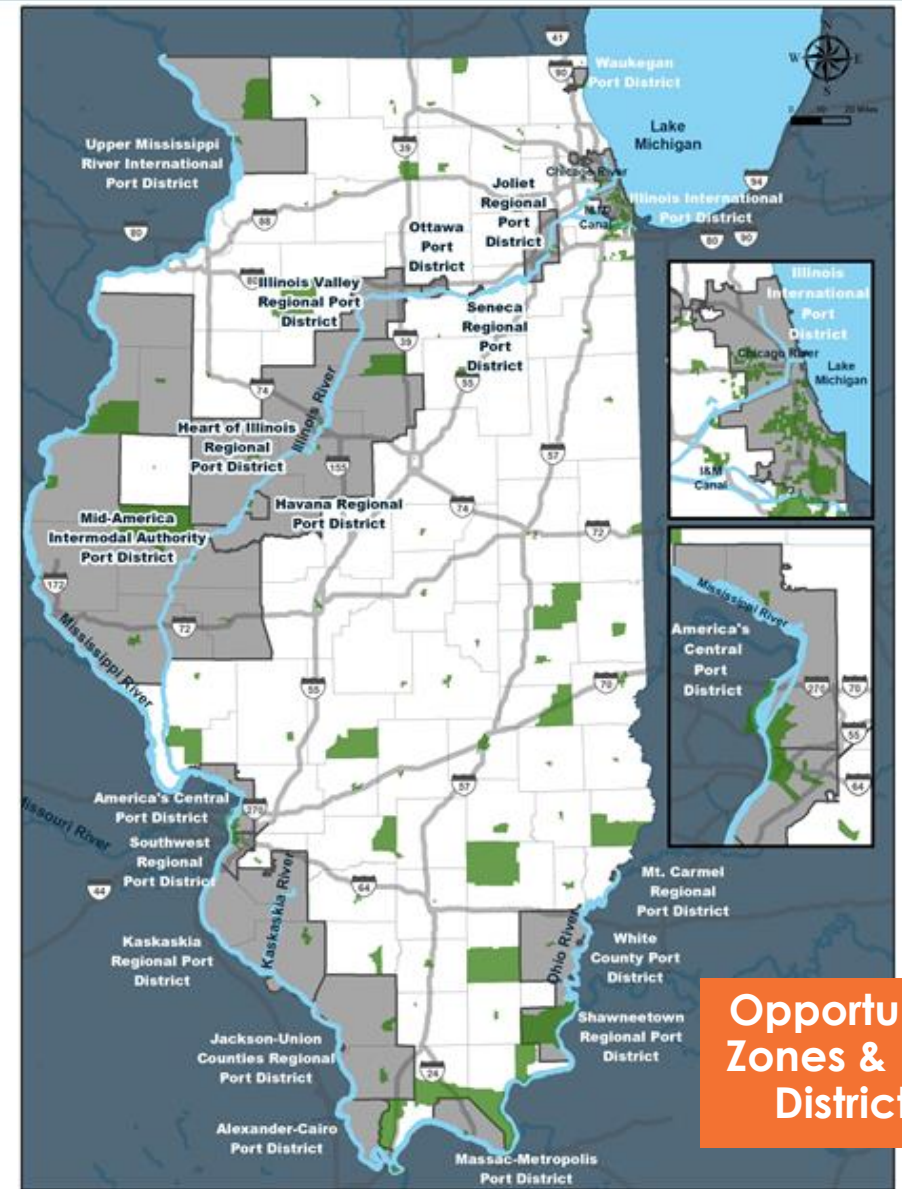 41
90
Waukegan
Port District
N
W
E
S
20 Miles
Lake
Michigan
Upper Mississippi
River International
Port District
39
Chicago River
94
Joliet
Regional
Port
District
Illinois International
Port District
Canal
80
88
80
90
Ottawa
Port
District
80
Illinois Valley
Regional Port
District
Seneca
Regional
Port
District
39
55
74
Illinois River
Heart of Illinois
Regional
Port District
155
57
Havana Regional
Port District
74
72
Mid-America
Intermodal Authority
Port District
172
72
Mississippi River
55
70
57
America's Central
Port District
270
Southwest
Regional
Port District
44
64
Kaskaskia River
Kaskaskia
Regional Port
District
Mt. Carmel
Regional
Port District
Ohio River
White
County Port
District
Shawneetown
Regional Port
District
Jackson-Union
Counties Regional
Port District
24
Alexander-Cairo
Port District
Massac-Metropolis
Port District
Illinois
International
Port
District
Chicago River
Lake
Michigan
I&M
Canal
Mississippi River
America's
Central
Port
District
270
70
55
64
Zones &